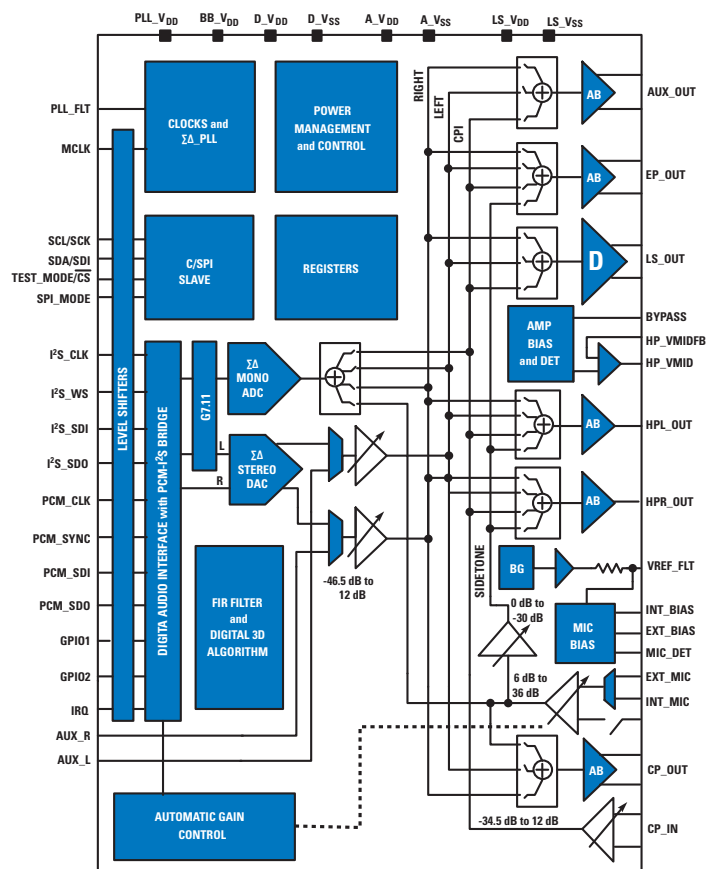 PLL_VDD BB_VDD D_VDD D_VSS A_VDD A_VSS LS_VDD LS_VSS
PLL_FLT
MCLK
SCL/SCK
SDA/SDI
TEST_MODE/CS
SPI_MODE
I²S_CLK
I²S_WS
I²S_SDI
I²S_SDO
PCM_CLK
PCM_SYNC
PCM_SDI
PCM_SDO
GPIO1
GPIO2
IRQ
AUX_R
AUX_L
LEVEL SHIFTERS
DIGITA AUDIO INTERFACE with PCM-I²S BRIDGE
CLOCKS and
ΣΔ_PLL
POWER
MANAGEMENT
and CONTROL
C/SPI
SLAVE
REGISTERS
G7.11
ΣΔ
MONO
ADC
L
R
ΣΔ
STEREO
DAC
-46.5 dB to
12 dB
FIR FILTER
and
DIGITAL 3D
ALGORITHM
AUTOMATIC GAIN
CONTROL
RIGHT
LEFT
CPI
SIDETONE
0 dB to
-30 dB
6 dB to
36 dB
-34.5 dB to 12 dB
AB
AUX_OUT
AB
EP_OUT
D
LS_OUT
AMP
BIAS
and DET
BYPASS
HP_VMIDFB
HP_VMID
AB
HPL_OUT
AB
HPR_OUT
BG
VREF_FLT
MIC
BIAS
INT_BIAS
EXT_BIAS
MIC_DET
EXT_MIC
INT_MIC
AB
CP_OUT
CP_IN